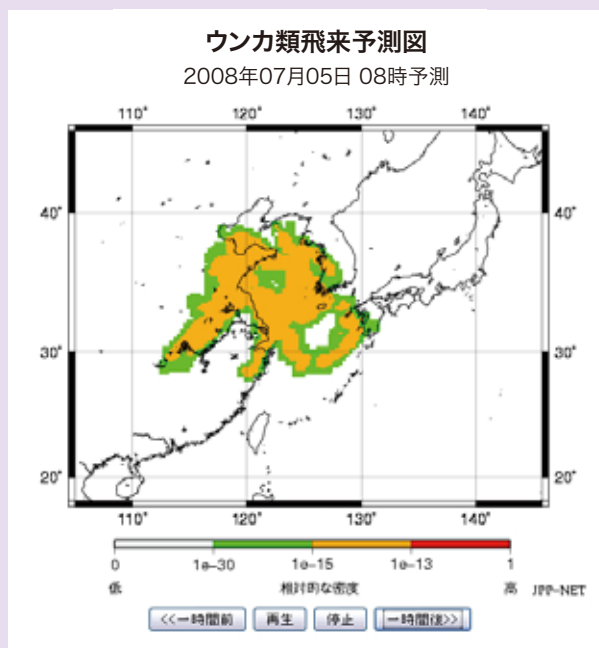 ウンカ類飛来予測図
2008年07月05日 08時予測
110° 120° 130° 140°
40° 40°
30° 30°
20° 20°
110° 120° 130° 140°
0 1e-30 1e-15 1e-13 1
低 相対的な密度 高 JPP-NET
<<一時間前 再生 停止 一時間後>>